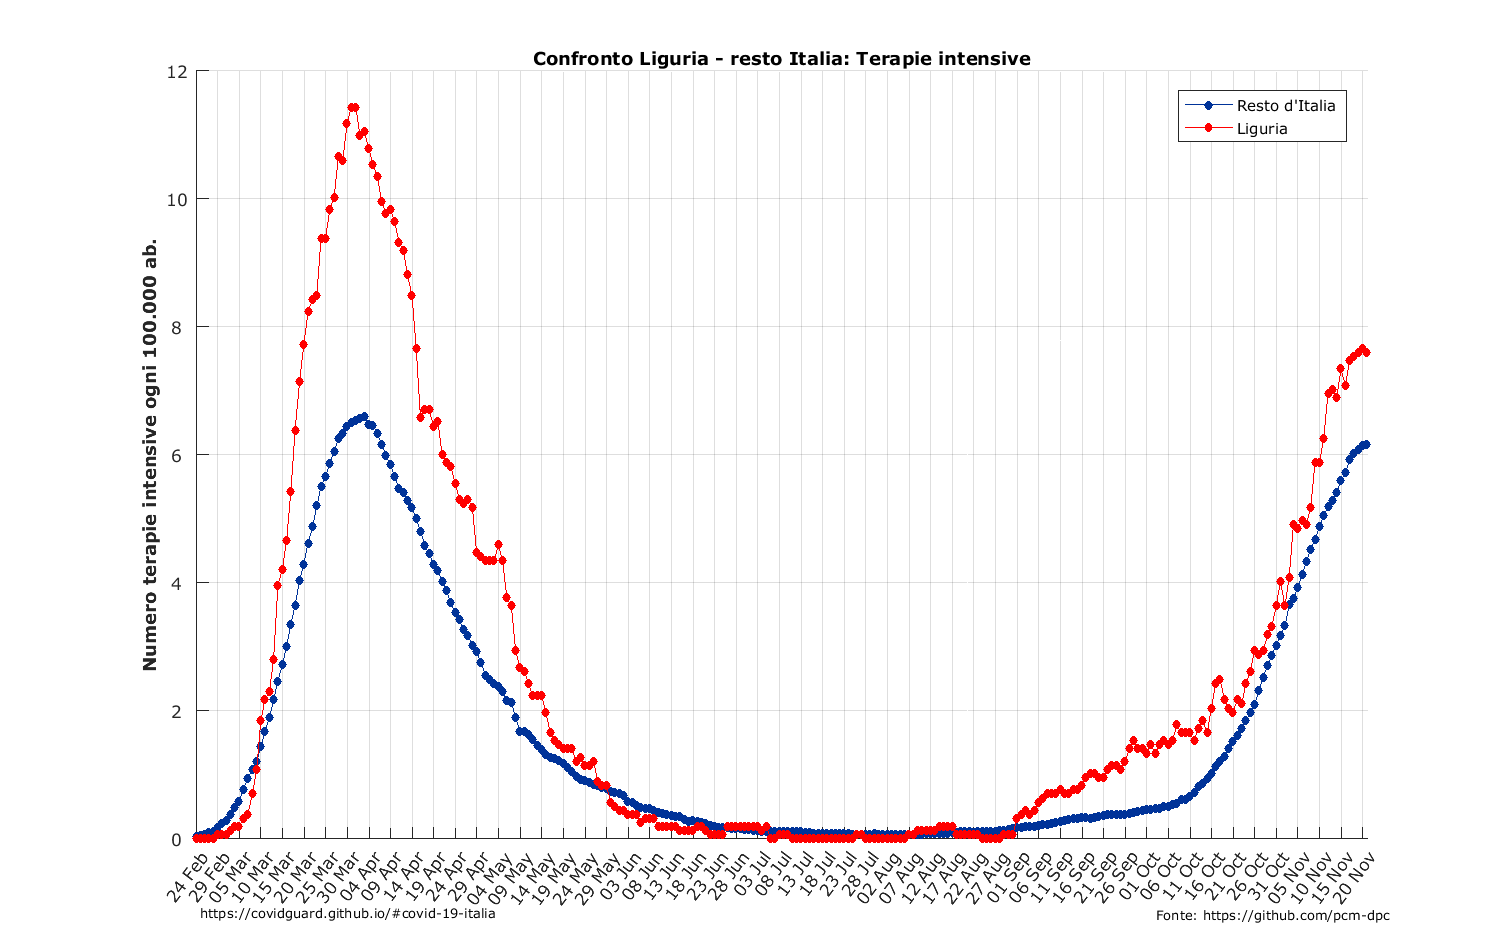 Confronto Liguria - resto Italia: Terapie intensive
Resto d'Italia
Liguria
Numero terapie intensive ogni 100.000 ab.
12
10
8
6
4
2
0
24 Feb
29 Feb
05 Mar
10 Mar
15 Mar
20 Mar
25 Mar
30 Mar
04 Apr
09 Apr
14 Apr
19 Apr
24 Apr
29 Apr
04 May
09 May
14 May
19 May
24 May
29 May
03 Jun
08 Jun
13 Jun
18 Jun
23 Jun
28 Jun
03 Jul
08 Jul
13 Jul
18 Jul
23 Jul
28 Jul
02 Aug
07 Aug
12 Aug
17 Aug
22 Aug
27 Aug
01 Sep
06 Sep
11 Sep
16 Sep
21 Sep
26 Sep
01 Oct
06 Oct
11 Oct
16 Oct
21 Oct
26 Oct
31 Oct
05 Nov
10 Nov
15 Nov
20 Nov
https://covidguard.github.io/#covid-19-italia
Fonte: https://github.com/pcm-dpc